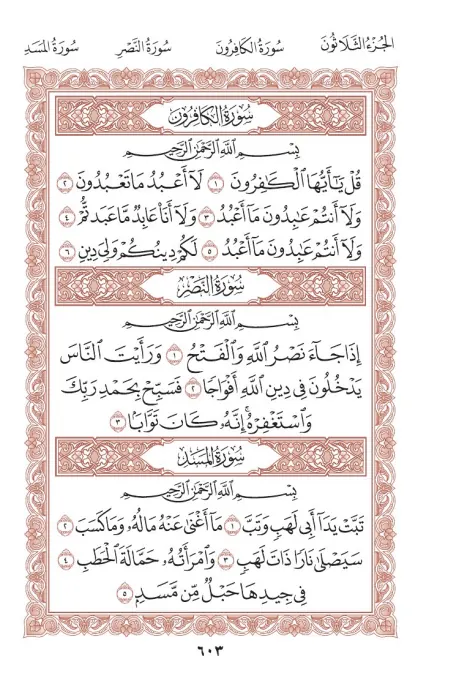 الجُزْءُ الثَّلَاثُونَ سُورَةُ الكَافِرُونَ سُورَةُ النَّصْرِ سُورَةُ المَسَدِ
سُورَةُ الكَافِرُونَ
بِسْمِ اللَّهِ الرَّحْمَٰنِ الرَّحِيمِ
قُلْ يَٰٓأَيُّهَا ٱلْكَٰفِرُونَ ١ لَآ أَعْبُدُ مَا تَعْبُدُونَ ٢
وَلَآ أَنتُمْ عَٰبِدُونَ مَآ أَعْبُدُ ٣ وَلَآ أَنَا۠ عَابِدٌ مَّا عَبَدتُّمْ ٤
وَلَآ أَنتُمْ عَٰبِدُونَ مَآ أَعْبُدُ ٥ لَكُمْ دِينُكُمْ وَلِيَ دِينِ ٦
سُورَةُ النَّصْرِ
بِسْمِ اللَّهِ الرَّحْمَٰنِ الرَّحِيمِ
إِذَا جَآءَ نَصْرُ ٱللَّهِ وَٱلْفَتْحُ ١ وَرَأَيْتَ ٱلنَّاسَ
يَدْخُلُونَ فِي دِينِ ٱللَّهِ أَفْوَاجًا ٢ فَسَبِّحْ بِحَمْدِ رَبِّكَ
وَٱسْتَغْفِرْهُ ۚ إِنَّهُۥ كَانَ تَوَّابًۢا ٣
سُورَةُ المَسَدِ
بِسْمِ اللَّهِ الرَّحْمَٰنِ الرَّحِيمِ
تَبَّتْ يَدَآ أَبِي لَهَبٍ وَتَبَّ ١ مَآ أَغْنَىٰ عَنْهُ مَالُهُۥ وَمَا كَسَبَ ٢
سَيَصْلَىٰ نَارًا ذَاتَ لَهَبٍ ٣ وَٱمْرَأَتُهُۥ حَمَّالَةَ ٱلْحَطَبِ ٤
فِي جِيدِهَا حَبْلٌ مِّن مَّسَدٍۭ ٥
٦٠٣